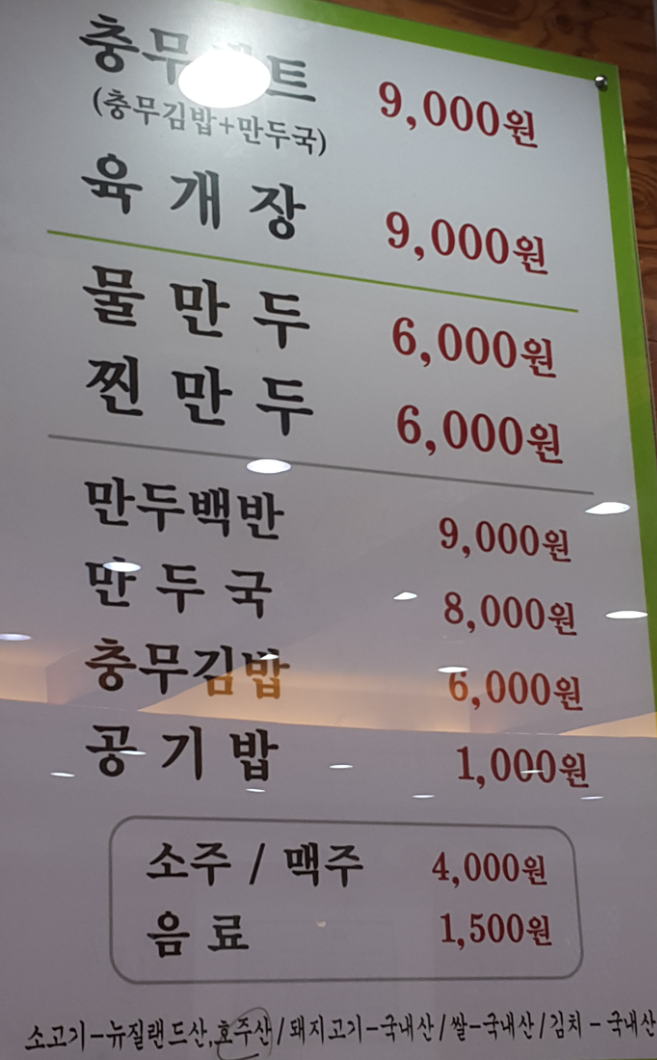 충무세트 9,000원
(충무김밥+만두국)
육개장 9,000원
물만두 6,000원
찐만두 6,000원
만두백반 9,000원
만두국 8,000원
충무김밥 6,000원
공기밥 1,000원
소주 / 맥주 4,000원
음료 1,500원
소고기-뉴질랜드산,호주산/돼지고기-국내산/쌀-국내산/김치-국내산